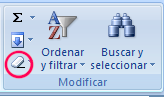 Σ
Ordenar y filtrar
Buscar y seleccionar
Modificar